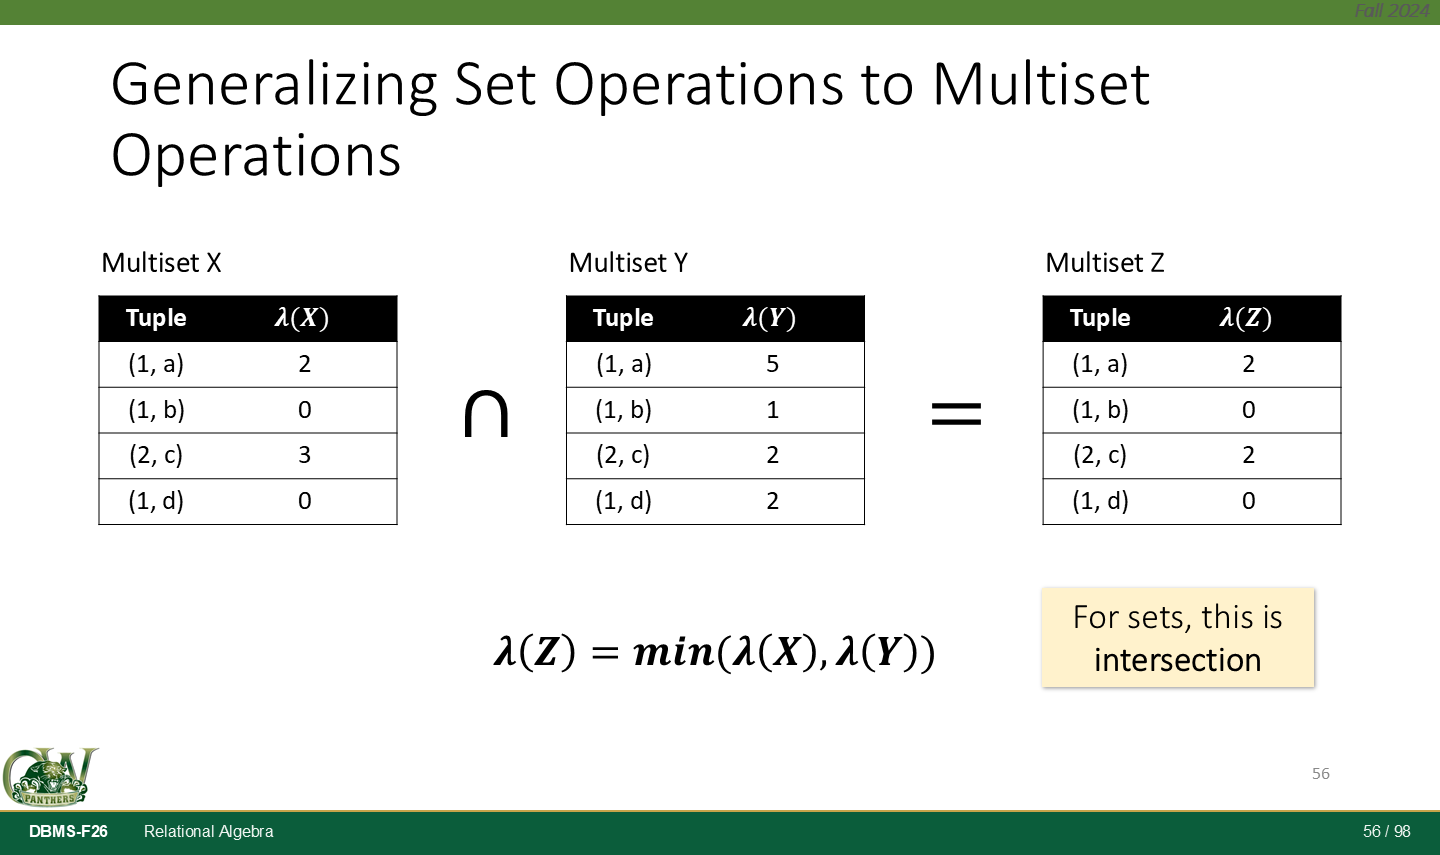 Fall 2024
Generalizing Set Operations to Multiset
Operations
Multiset X
Multiset Y
Multiset Z
Tuple λ(X)
(1, a) 2
(1, b) 0
(2, c) 3
(1, d) 0
∩
Tuple λ(Y)
(1, a) 5
(1, b) 1
(2, c) 2
(1, d) 2
=
Tuple λ(Z)
(1, a) 2
(1, b) 0
(2, c) 2
(1, d) 0
λ(Z) = min(λ(X), λ(Y))
For sets, this is
intersection
56
OW
PANTHERS
DBMS-F26 Relational Algebra 56 / 98